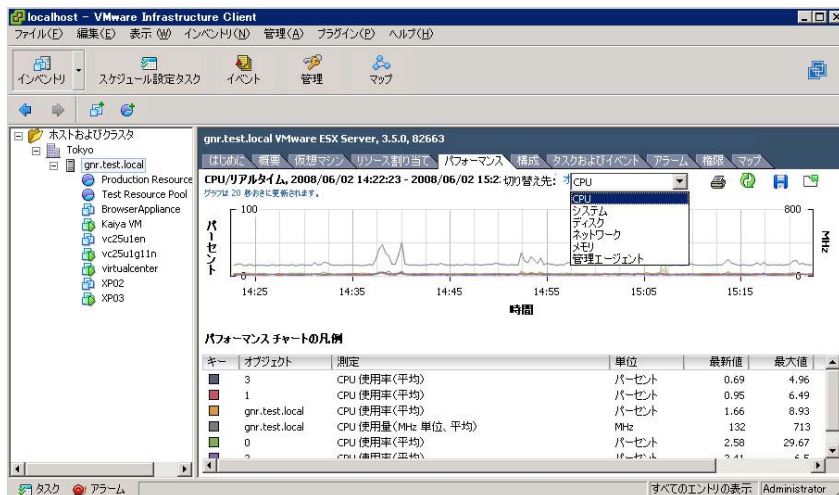 localhost - VMware Infrastructure Client
ファイル(F) 編集(E) 表示(W) インベントリ(N) 管理(A) プラグイン(P) ヘルプ(H)
インベントリ スケジュール設定タスク イベント 管理 マップ
ホストおよびクラスタ
Tokyo
gnr.test.local
Production Resource
Test Resource Pool
BrowserAppliance
Kaiya VM
vc25u1en
vc25u1g11n
virtualcenter
XP02
XP03
gnr.test.local VMware ESX Server, 3.5.0, 82663
はじめに 概要 仮想マシン リソース割り当て パフォーマンス 構成 タスクおよびイベント アラーム 権限 マップ
CPU/リアルタイム, 2008/06/02 14:22:23 - 2008/06/02 15:2 切り替え先: CPU
グラフは 20 秒おきに更新されます。
CPU
システム
ディスク
ネットワーク
メモリ
管理エージェント
100 800
パーセント
MHz
0 0
14:25 14:35 14:45 14:55 15:05 15:15
時間
パフォーマンス チャートの凡例
キー オブジェクト 測定 単位 最新値 最大値
3 CPU 使用率(平均) パーセント 0.69 4.96
1 CPU 使用率(平均) パーセント 0.95 6.49
gnr.test.local CPU 使用率(平均) パーセント 1.66 8.93
gnr.test.local CPU 使用量(MHz 単位、平均) MHz 132 713
0 CPU 使用率(平均) パーセント 2.58 29.67
2 CPU 使用率(平均) パーセント 2.41 6.5
タスク アラーム すべてのエントリの表示 Administrator